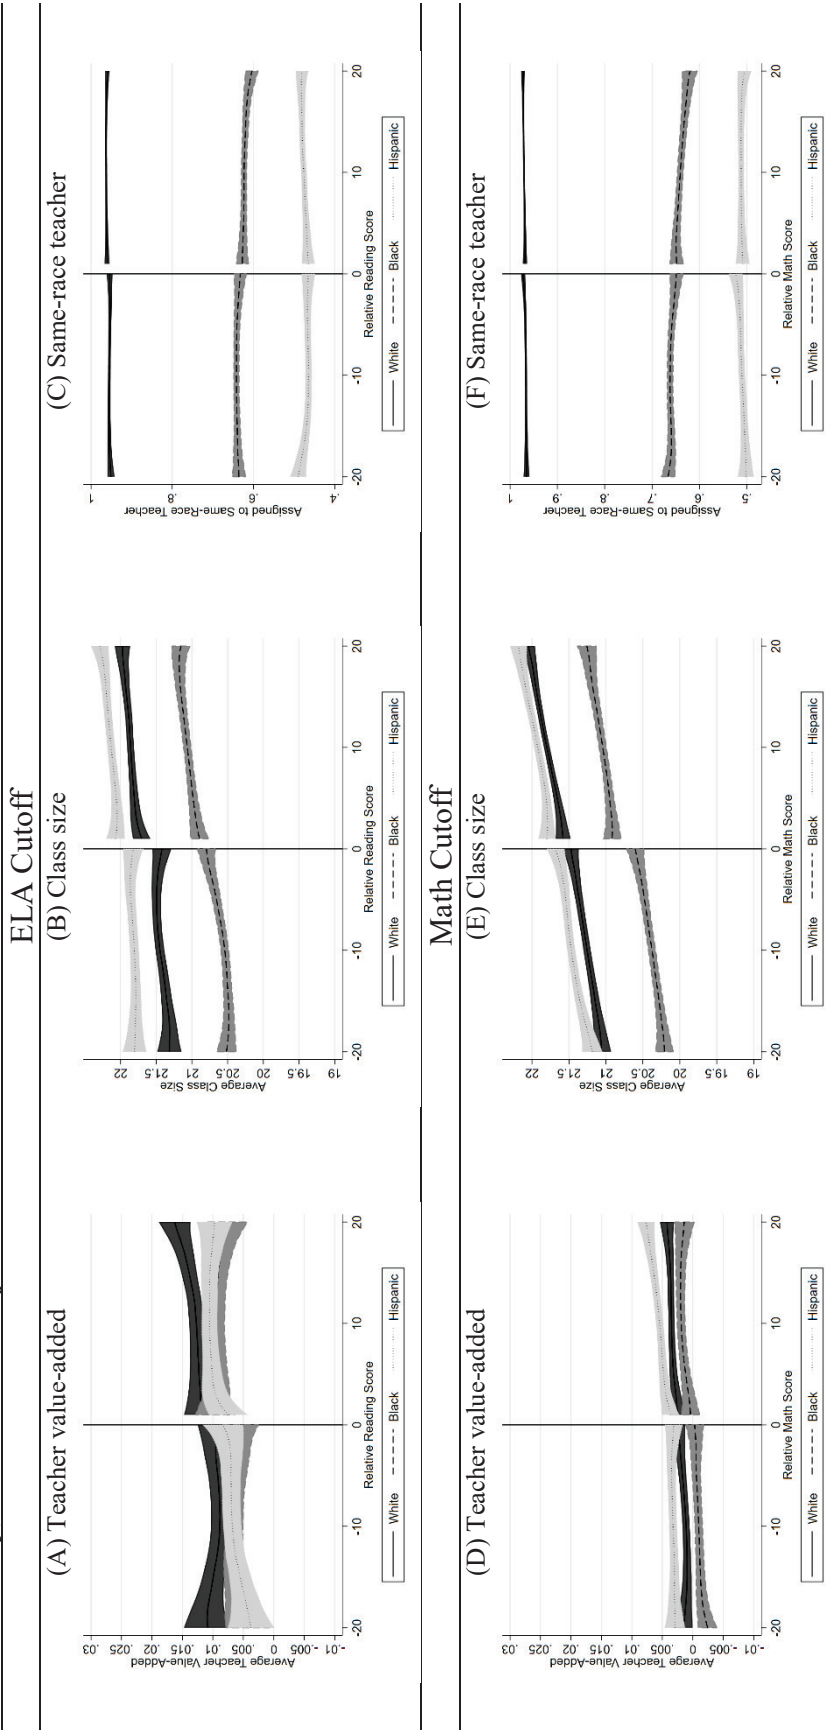 ELA Cutoff
(A) Teacher value-added
Average Teacher Value-Added
.03
.025
.02
.015
.01
.005
0
-.005
-.01
-20 -10 0 10 20
Relative Reading Score
White Black Hispanic
(B) Class size
Average Class Size
22
21.5
21
20.5
20
19.5
19
-20 -10 0 10 20
Relative Reading Score
White Black Hispanic
(C) Same-race teacher
Assigned to Same-Race Teacher
1
.8
.6
.4
-20 -10 0 10 20
Relative Reading Score
White Black Hispanic
Math Cutoff
(D) Teacher value-added
Average Teacher Value-Added
.03
.025
.02
.015
.01
.005
0
-.005
-.01
-20 -10 0 10 20
Relative Math Score
White Black Hispanic
(E) Class size
Average Class Size
22
21.5
21
20.5
20
19.5
19
-20 -10 0 10 20
Relative Math Score
White Black Hispanic
(F) Same-race teacher
Assigned to Same-Race Teacher
1
.9
.8
.7
.6
.5
-20 -10 0 10 20
Relative Math Score
White Black Hispanic